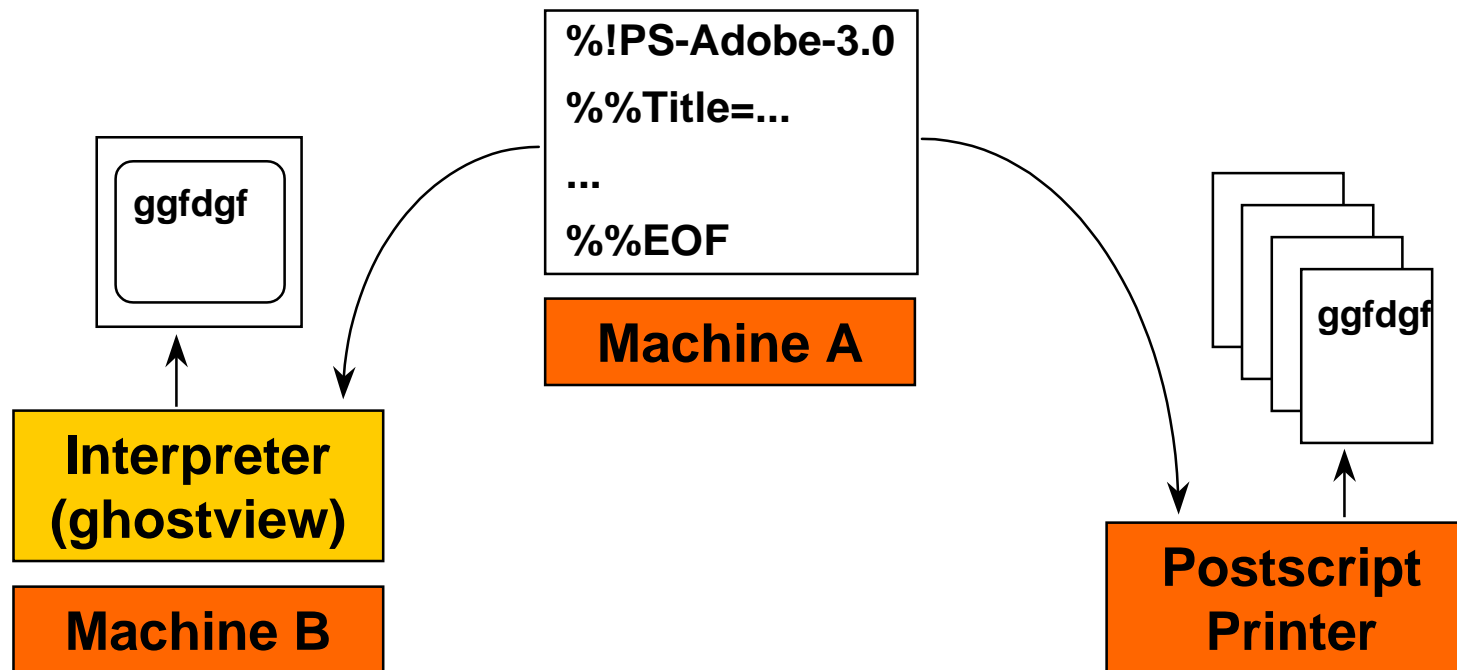 %!PS-Adobe-3.0
%%Title=...
...
%%EOF
Machine A
ggfdgf
Interpreter
(ghostview)
Machine B
ggfdgf
Postscript
Printer